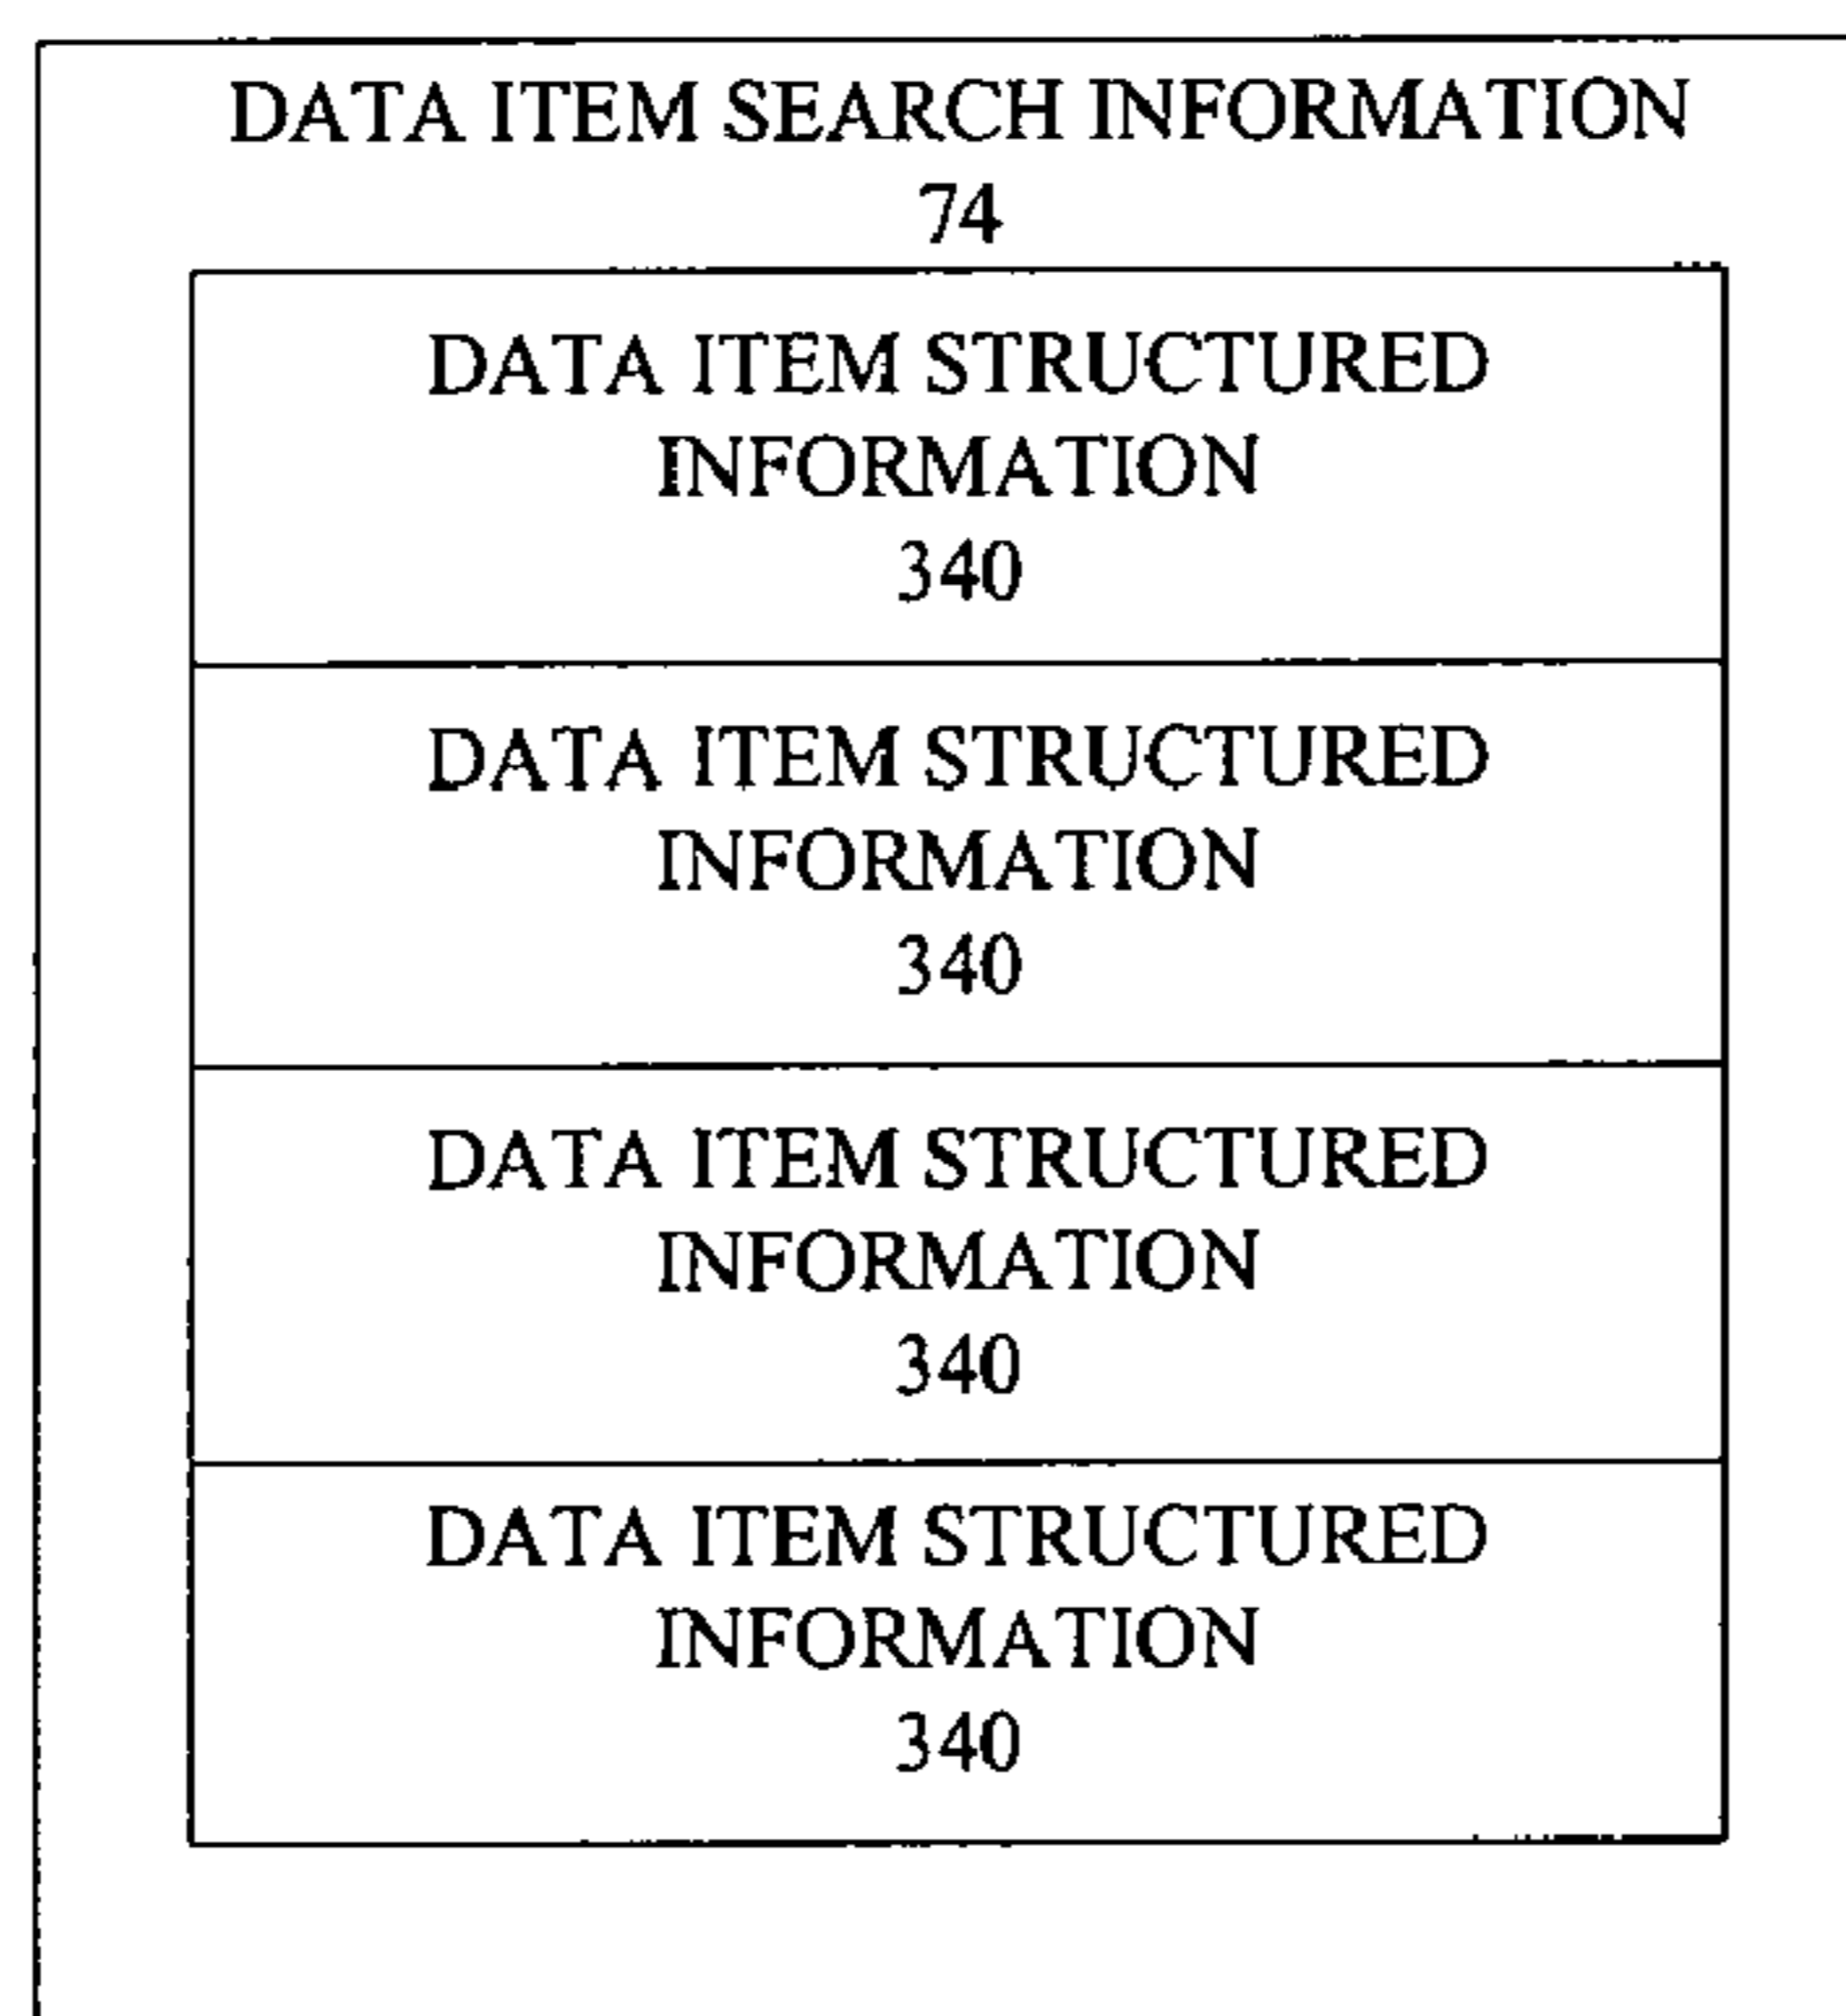 DATA ITEM SEARCH INFORMATION
74
DATA ITEM STRUCTURED
INFORMATION
340
DATA ITEM STRUCTURED
INFORMATION
340
DATA ITEM STRUCTURED
INFORMATION
340
DATA ITEM STRUCTURED
INFORMATION
340